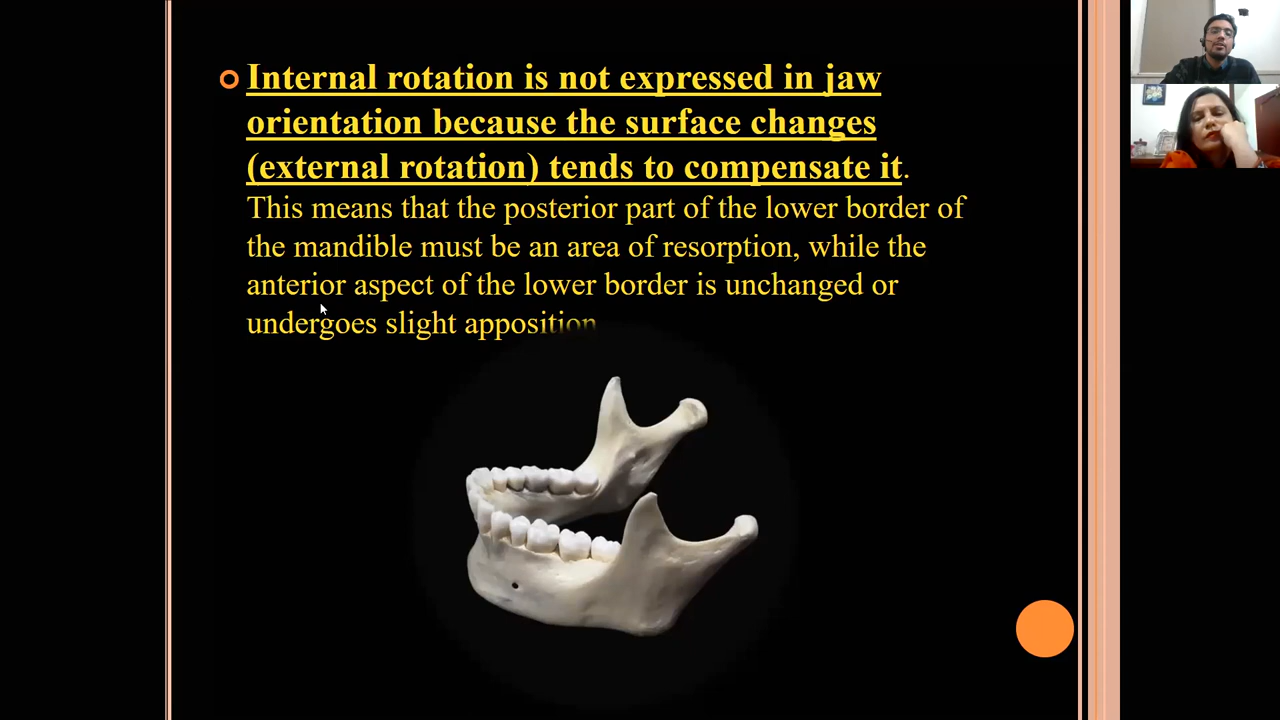 Internal rotation is not expressed in jaw
orientation because the surface changes
(external rotation) tends to compensate it.
This means that the posterior part of the lower border of
the mandible must be an area of resorption, while the
anterior aspect of the lower border is unchanged or
undergoes slight apposition